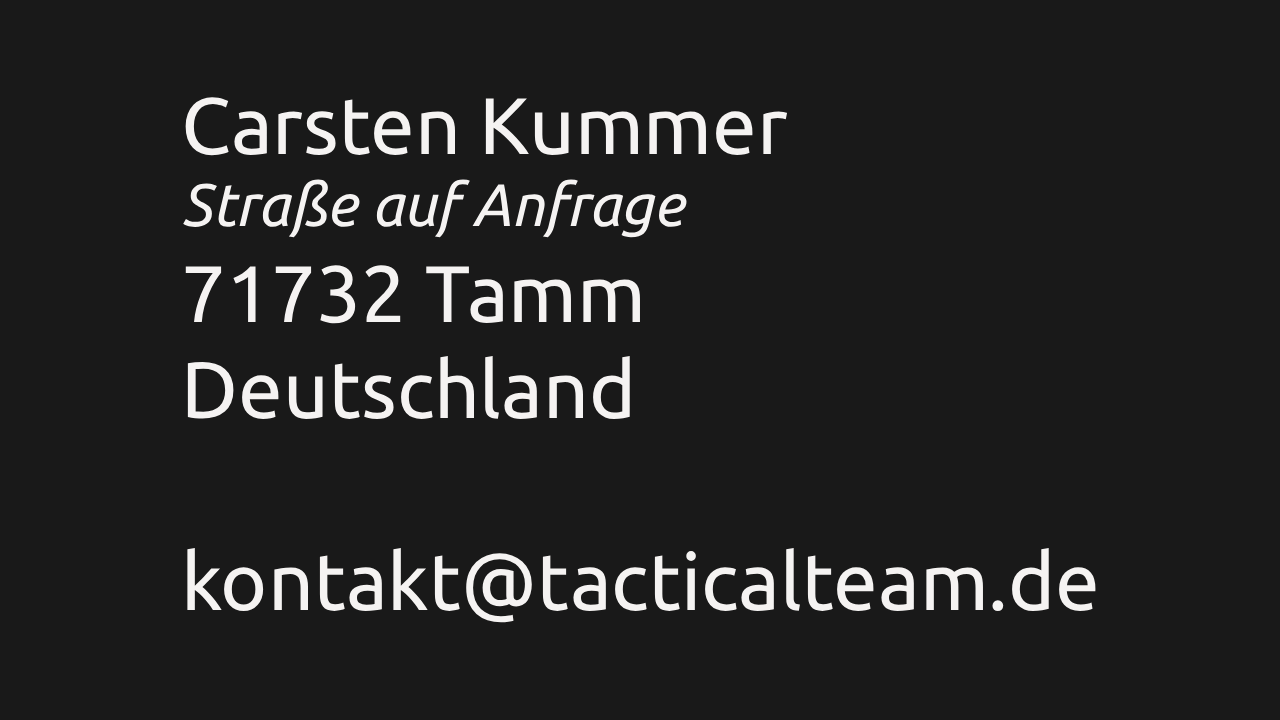 Carsten Kummer
Straße auf Anfrage
71732 Tamm
Deutschland
kontakt@tacticalteam.de